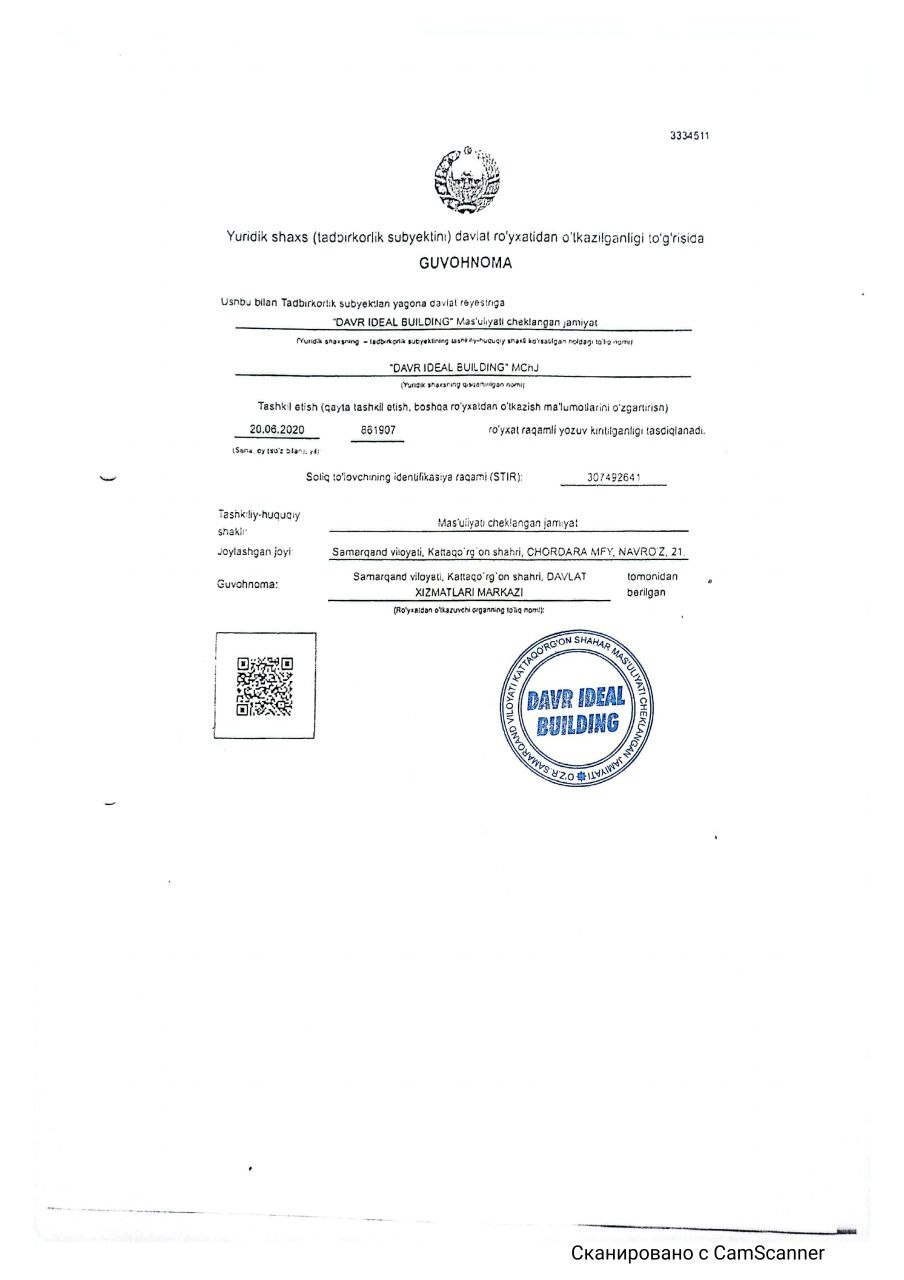 3334511
Yuridik shaxs (tadbirkorlik subyektini) davlat ro'yxatidan o'tkazilganligi to'g'risida
GUVOHNOMA
Ushbu bilan Tadbirkorlik subyektlari yagona davlat reyestriga
"DAVR IDEAL BUILDING" Mas'uliyati cheklangan jamiyat
(Yuridik shaxsning – tadbirkorlik subyektining tashkiliy-huquqiy shakli ko'rsatilgan holdagi to'liq nomi)
"DAVR IDEAL BUILDING" MChJ
(Yuridik shaxsning qisqartirilgan nomi)
Tashkil etish (qayta tashkil etish, boshqa ro'yxatdan o'tkazish ma'lumotlarini o'zgartirish)
20.06.2020 861907 ro'yxat raqamli yozuv kiritilganligi tasdiqlanadi.
(Sana, oy (so'z bilan), yil)
Soliq to'lovchining identifikasiya raqami (STIR): 307492641
Tashkiliy-huquqiy
shakli: Mas'uliyati cheklangan jamiyat
Joylashgan joyi: Samarqand viloyati, Kattaqo'rg'on shahri, CHORDARA MFY, NAVRO'Z, 21.
Guvohnoma: Samarqand viloyati, Kattaqo'rg'on shahri, DAVLAT tomonidan
XIZMATLARI MARKAZI berilgan
(Ro'yxatdan o'tkazuvchi organning to'liq nomi):
O'Z.R SAMARQAND VILOYATI KATTAQO'RG'ON SHAHAR MAS'ULIYATI CHEKLANGAN JAMIYATI
DAVR IDEAL
BUILDING
Сканировано с CamScanner